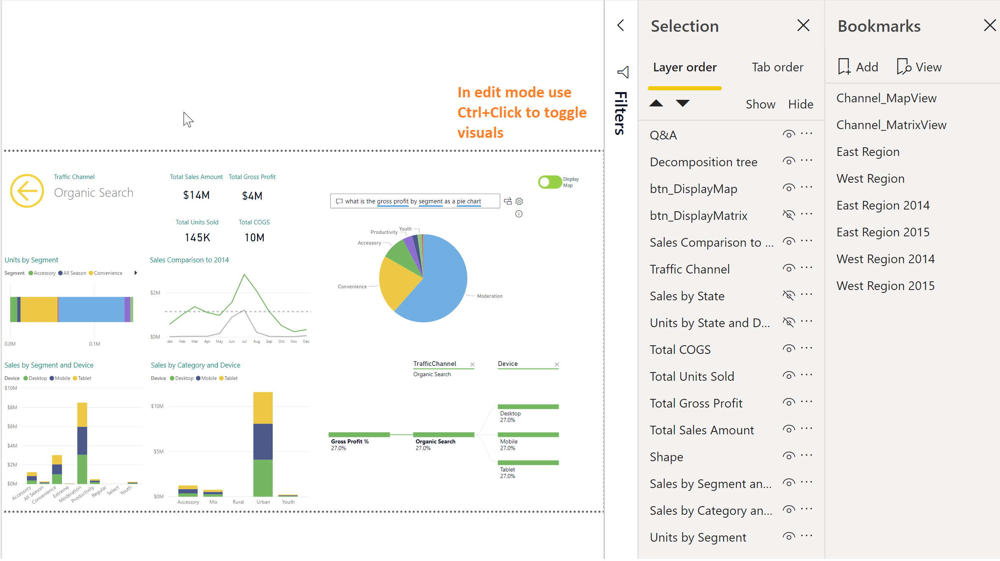 In edit mode use
Ctrl+Click to toggle
visuals
Traffic Channel
Organic Search
Total Sales Amount
$14M
Total Gross Profit
$4M
Total Units Sold
145K
Total COGS
10M
Display
Map
what is the gross profit by segment as a pie chart
Youth
Productivity
Accessory
Convenience
Moderation
Units by Segment
Segment Accessory All Season Convenience
0.0M 0.1M
Sales Comparison to 2014
$2M
$0M
Jan Feb Mar Apr May Jun Jul Aug Sep Oct Nov Dec
Sales by Segment and Device
Device Desktop Mobile Tablet
$10M
$8M
$6M
$4M
$2M
$0M
Accessory All Season Convenience Extreme Moderation Productivity Regular Select Youth
Sales by Category and Device
Device Desktop Mobile Tablet
$10M
$5M
$0M
Accessory Mix Rural Urban Youth
TrafficChannel
Organic Search
Device
Gross Profit %
27.0%
Organic Search
27.0%
Desktop
27.0%
Mobile
27.0%
Tablet
27.0%
Filters
Selection
Layer order Tab order
Show Hide
Q&A
Decomposition tree
btn_DisplayMap
btn_DisplayMatrix
Sales Comparison to ...
Traffic Channel
Sales by State
Units by State and D...
Total COGS
Total Units Sold
Total Gross Profit
Total Sales Amount
Shape
Sales by Segment an...
Sales by Category an...
Units by Segment
Bookmarks
Add View
Channel_MapView
Channel_MatrixView
East Region
West Region
East Region 2014
East Region 2015
West Region 2014
West Region 2015